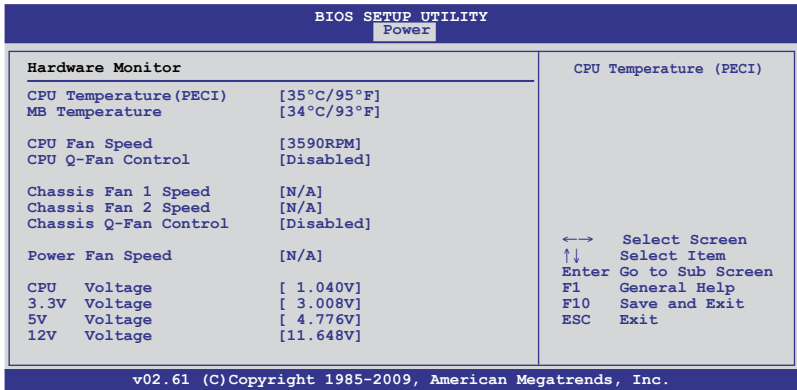 BIOS SETUP UTILITY
Power
Hardware Monitor
CPU Temperature(PECI) [35°C/95°F]
MB Temperature [34°C/93°F]
CPU Fan Speed [3590RPM]
CPU Q-Fan Control [Disabled]
Chassis Fan 1 Speed [N/A]
Chassis Fan 2 Speed [N/A]
Chassis Q-Fan Control [Disabled]
Power Fan Speed [N/A]
CPU Voltage [ 1.040V]
3.3V Voltage [ 3.008V]
5V Voltage [ 4.776V]
12V Voltage [11.648V]
CPU Temperature (PECI)
←→ Select Screen
↑↓ Select Item
Enter Go to Sub Screen
F1 General Help
F10 Save and Exit
ESC Exit
v02.61 (C)Copyright 1985-2009, American Megatrends, Inc.